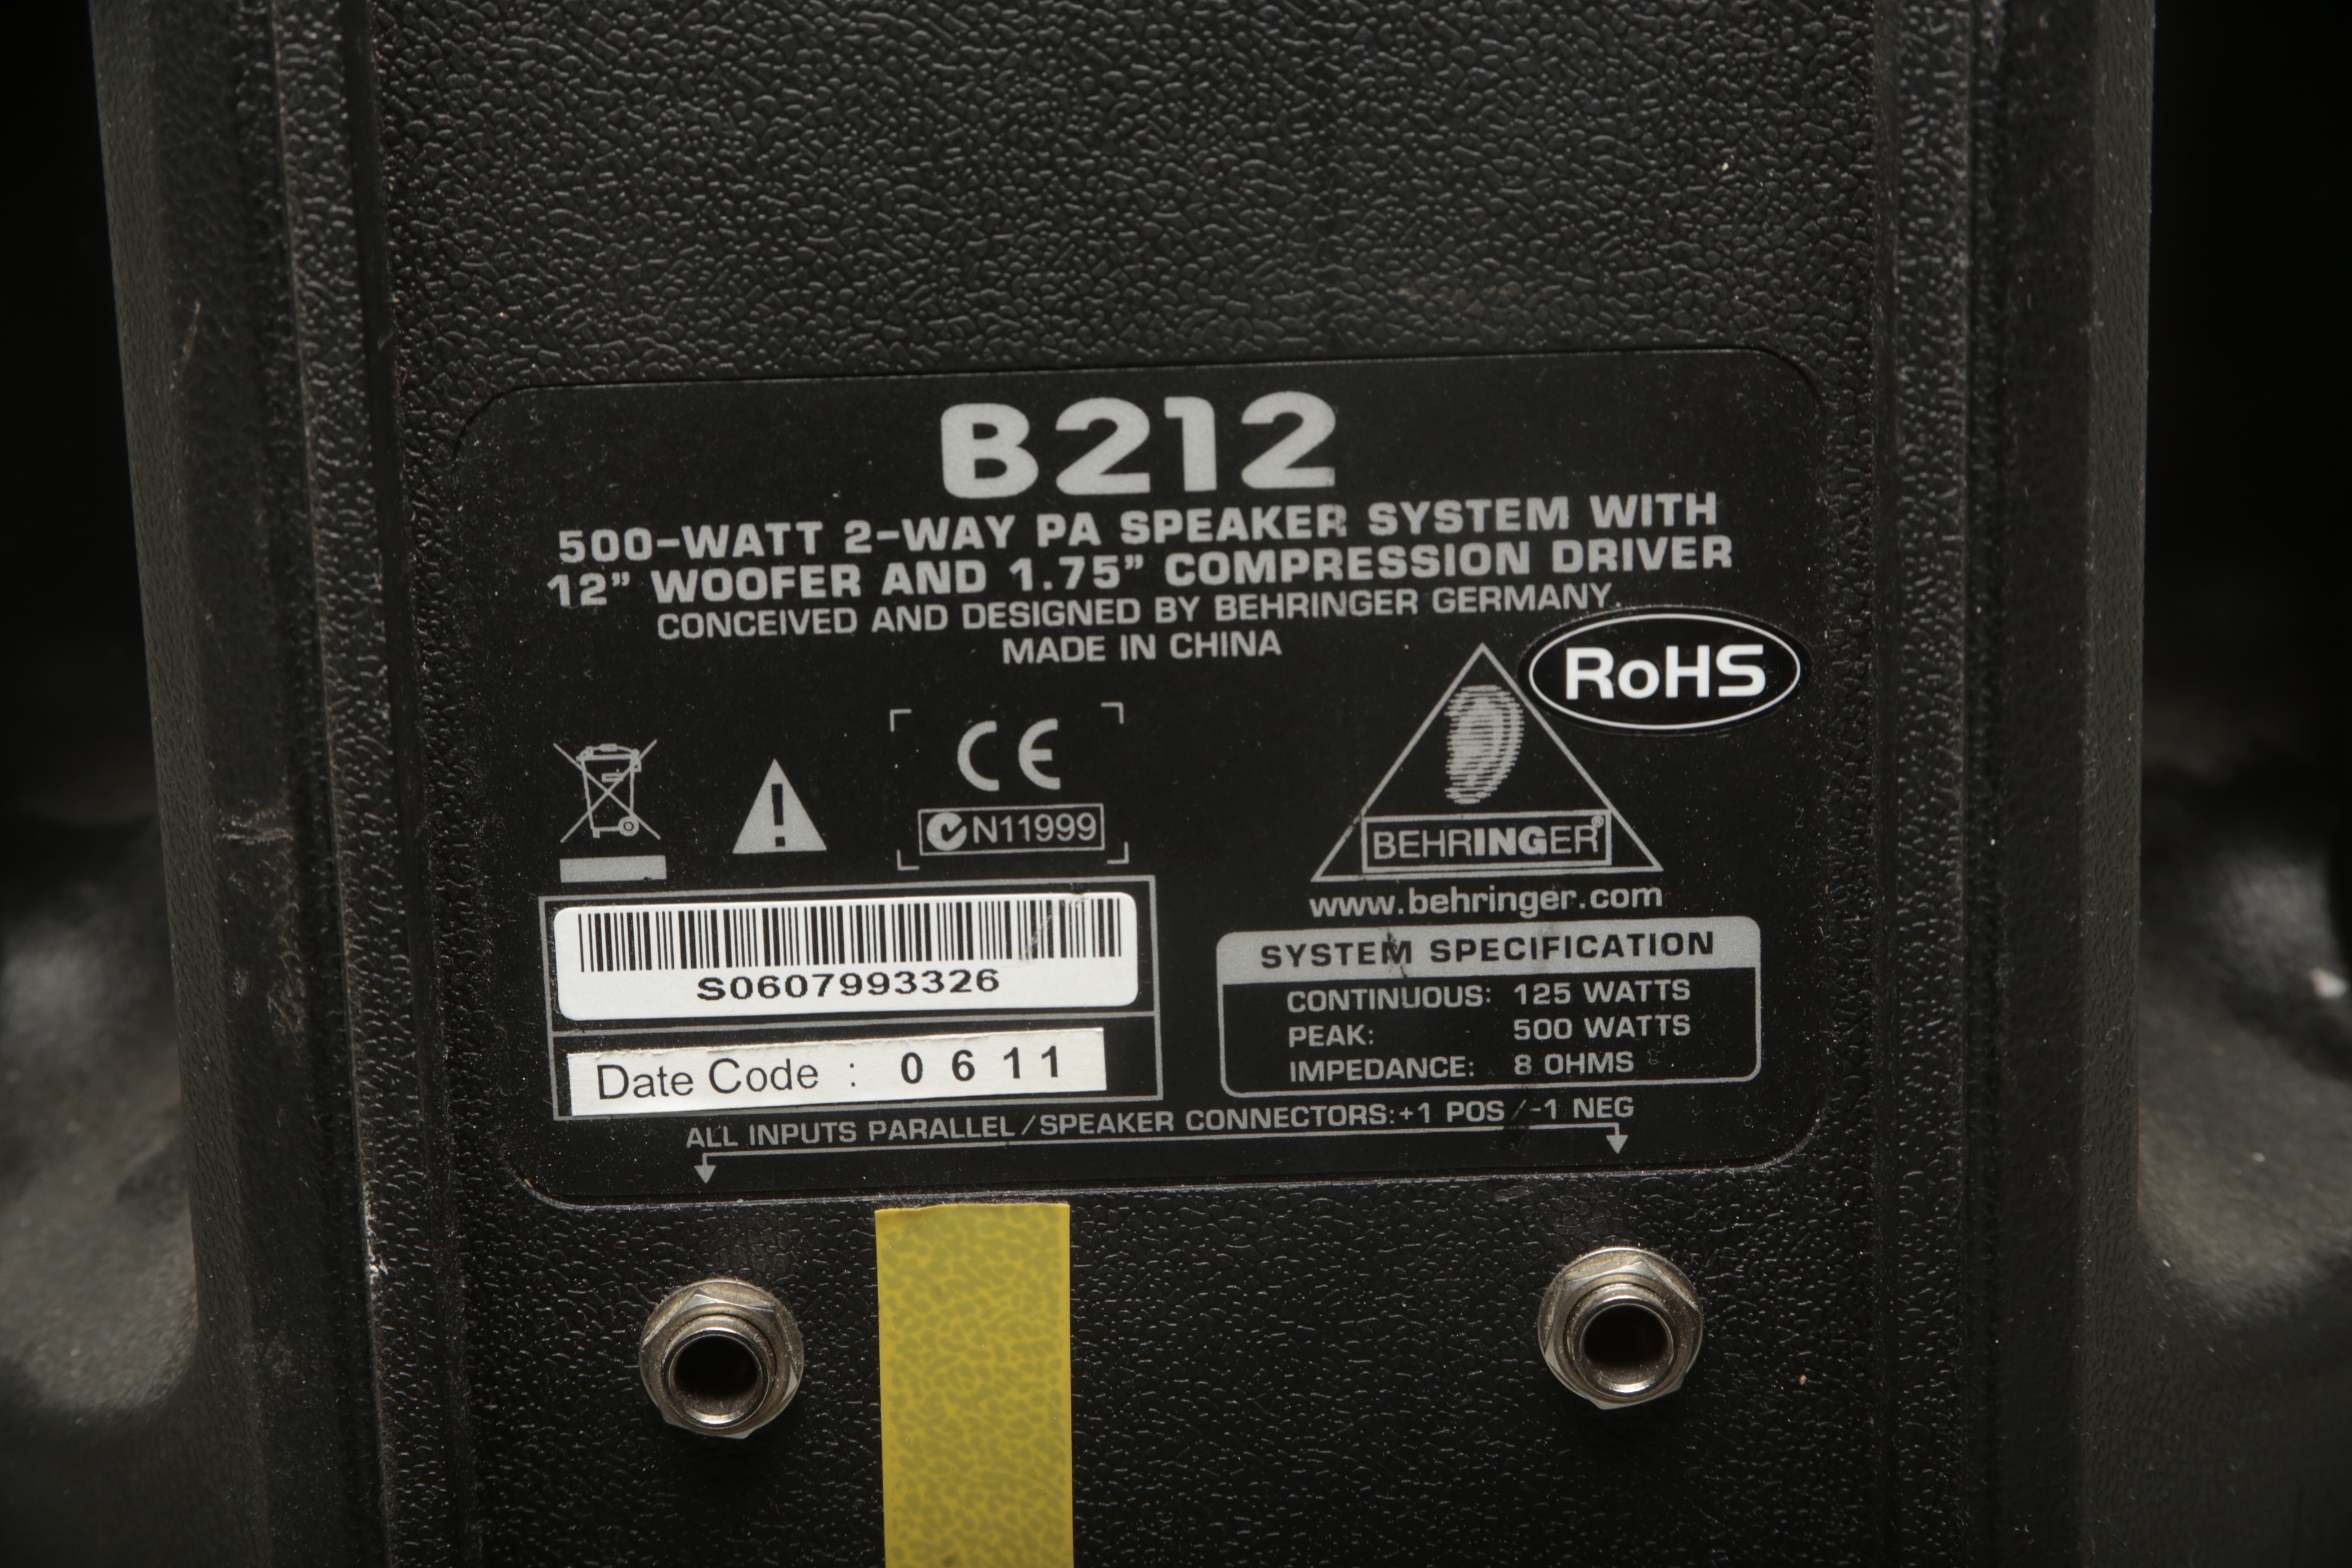 B212
500-WATT 2-WAY PA SPEAKER SYSTEM WITH
12” WOOFER AND 1.75” COMPRESSION DRIVER
CONCEIVED AND DESIGNED BY BEHRINGER GERMANY.
MADE IN CHINA
RoHS
CE
N11999
BEHRINGER®
www.behringer.com
S0607993326
Date Code : 0 6 1 1
SYSTEM SPECIFICATION
CONTINUOUS: 125 WATTS
PEAK: 500 WATTS
IMPEDANCE: 8 OHMS
ALL INPUTS PARALLEL/SPEAKER CONNECTORS:+1 POS/-1 NEG